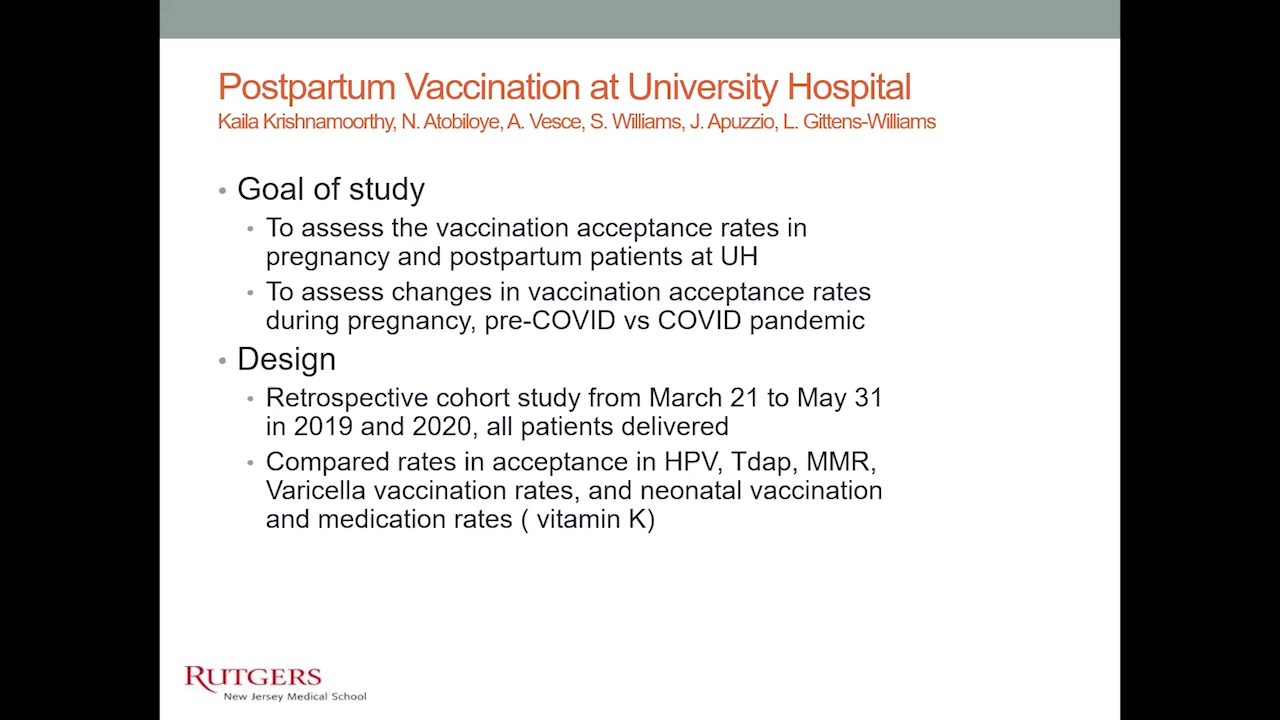 Postpartum Vaccination at University Hospital
Kaila Krishnamoorthy, N. Atobiloye, A. Vesce, S. Williams, J. Apuzzio, L. Gittens-Williams
• Goal of study
• To assess the vaccination acceptance rates in
pregnancy and postpartum patients at UH
• To assess changes in vaccination acceptance rates
during pregnancy, pre-COVID vs COVID pandemic
• Design
• Retrospective cohort study from March 21 to May 31
in 2019 and 2020, all patients delivered
• Compared rates in acceptance in HPV, Tdap, MMR,
Varicella vaccination rates, and neonatal vaccination
and medication rates ( vitamin K)
RUTGERS
New Jersey Medical School